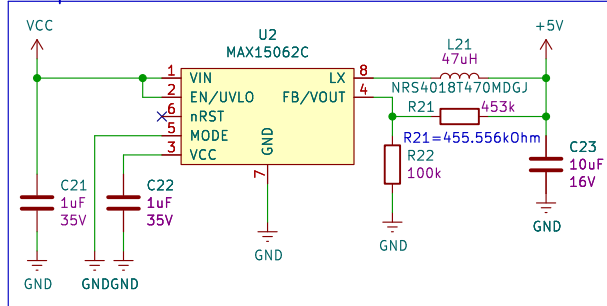 VCC
U2
MAX15062C
+5V
L21
47uH
NRS4018T470MDGJ
1 VIN
LX 8
2 EN/UVLO
FB/VOUT 4
6 nRST
5 MODE
3 VCC
GND
7
R21 453k
R21=455.556kOhm
R22
100k
C23
10uF
16V
C21
1uF
35V
C22
1uF
35V
GND
GND
GND
GND
GND
GND